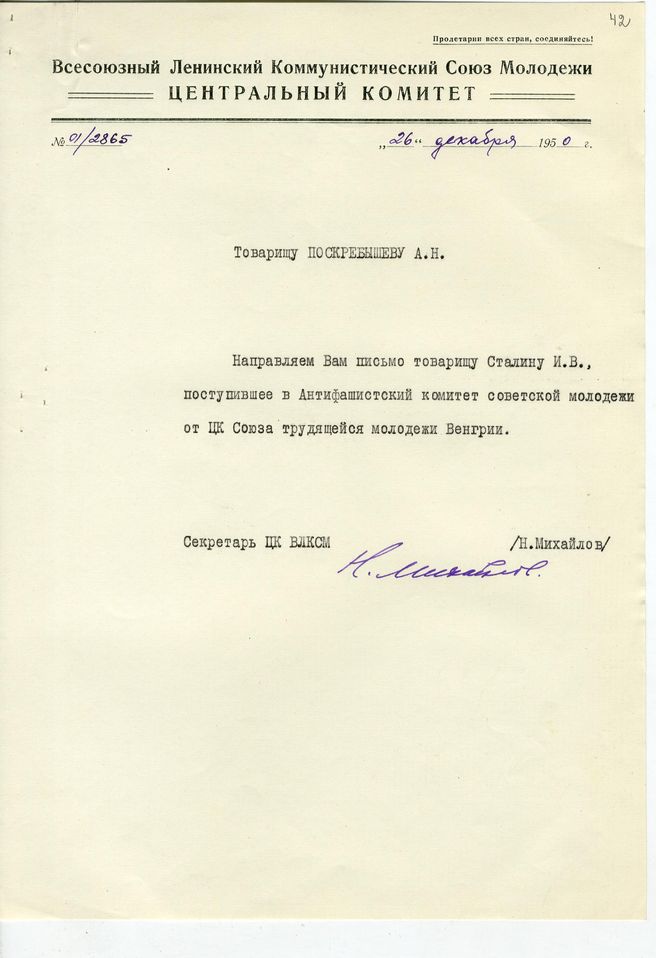 42
Пролетарии всех стран, соединяйтесь!
Всесоюзный Ленинский Коммунистический Союз Молодежи
ЦЕНТРАЛЬНЫЙ КОМИТЕТ
№ 01/2865 „26“ декабря 1950 г.
Товарищу ПОСКРЕБЫШЕВУ А.Н.
Направляем Вам письмо товарищу Сталину И.В.,
поступившее в Антифашистский комитет советской молодежи
от ЦК Союза трудящейся молодежи Венгрии.
Секретарь ЦК ВЛКСМ /Н.Михайлов/
Н. Михайлов.